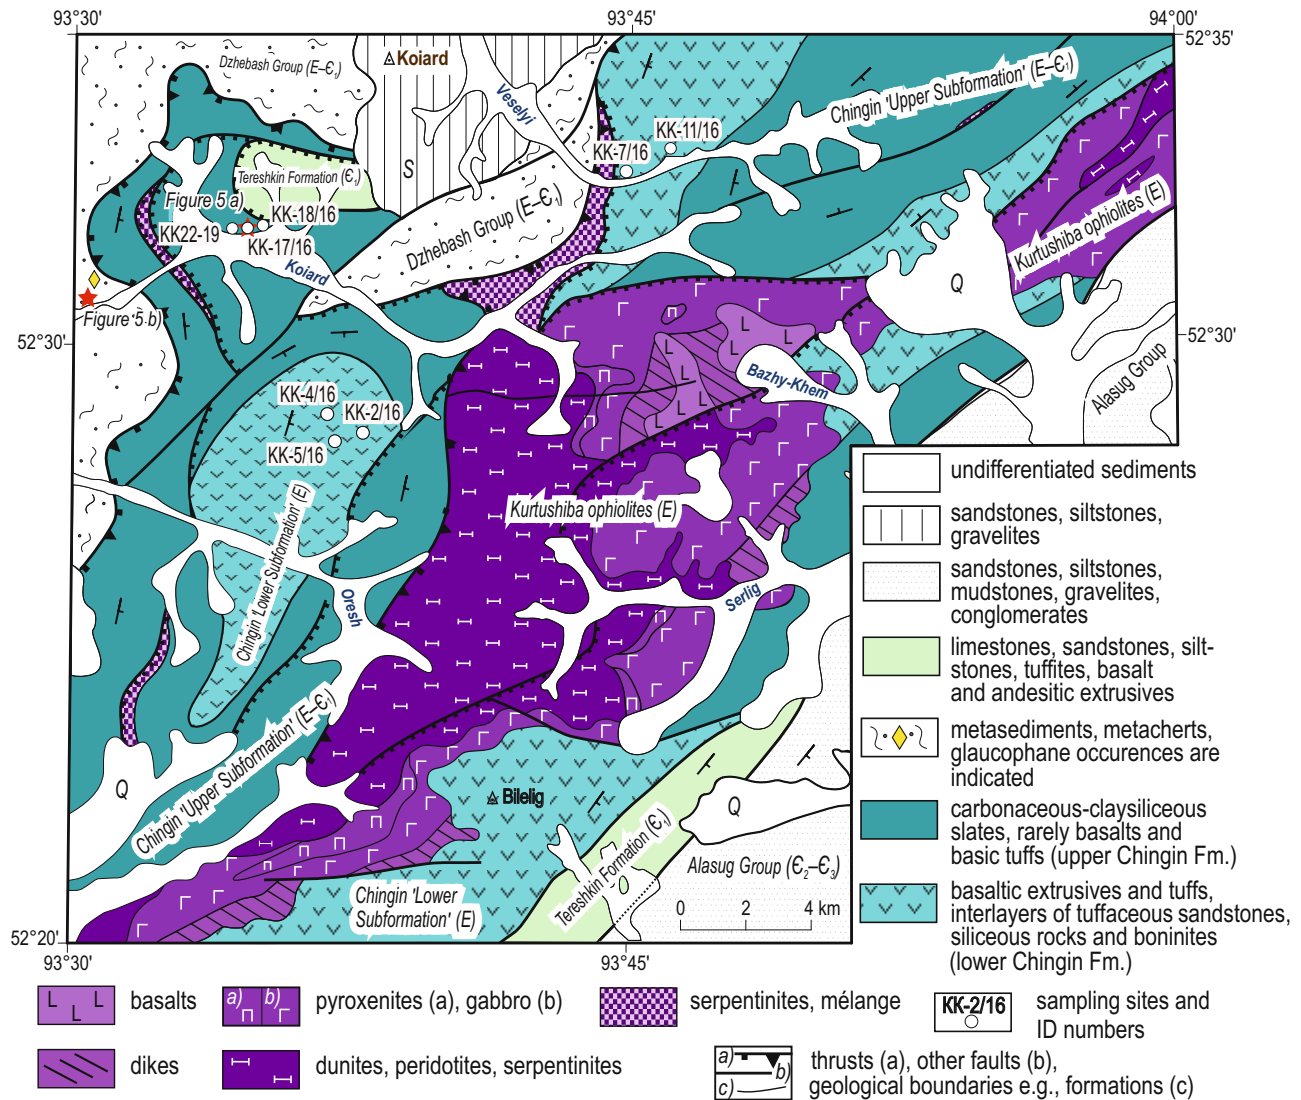 93°30'
93°45'
94°00'
52°35'
Dzhebash Group (E–Є₁)
Koiard
Veselyi
Chingin 'Upper Subformation' (E–Є₁)
KK-11/16
KK-7/16
S
Tereshkin Formation (Є₁)
Figure 5 a)
KK-18/16
KK22-19
KK-17/16
Dzhebash Group (E–Є₁)
Kurtushiba ophiolites (E)
Koiard
Q
Figure 5 b)
52°30'
52°30'
Bazhy-Khem
Alasug Group
KK-4/16
KK-2/16
KK-5/16
Kurtushiba ophiolites (E)
Chingin 'Lower Subformation' (E)
Oresh
Serlig
Chingin 'Upper Subformation' (E–Є₁)
Q
Bilelig
Q
Tereshkin Formation (Є₁)
Alasug Group (Є₂–Є₃)
Chingin 'Lower
Subformation' (E)
0 2 4 km
52°20'
93°30'
93°45'
undifferentiated sediments
sandstones, siltstones,
gravelites
sandstones, siltstones,
mudstones, gravelites,
conglomerates
limestones, sandstones, silt-
stones, tuffites, basalt
and andesitic extrusives
metasediments, metacherts,
glaucophane occurences are
indicated
carbonaceous-claysiliceous
slates, rarely basalts and
basic tuffs (upper Chingin Fm.)
basaltic extrusives and tuffs,
interlayers of tuffaceous sandstones,
siliceous rocks and boninites
(lower Chingin Fm.)
L L L
basalts
a) b)
pyroxenites (a), gabbro (b)
serpentinites, mélange
KK-2/16
sampling sites and
ID numbers
dikes
dunites, peridotites, serpentinites
a)
b)
c)
thrusts (a), other faults (b),
geological boundaries e.g., formations (c)